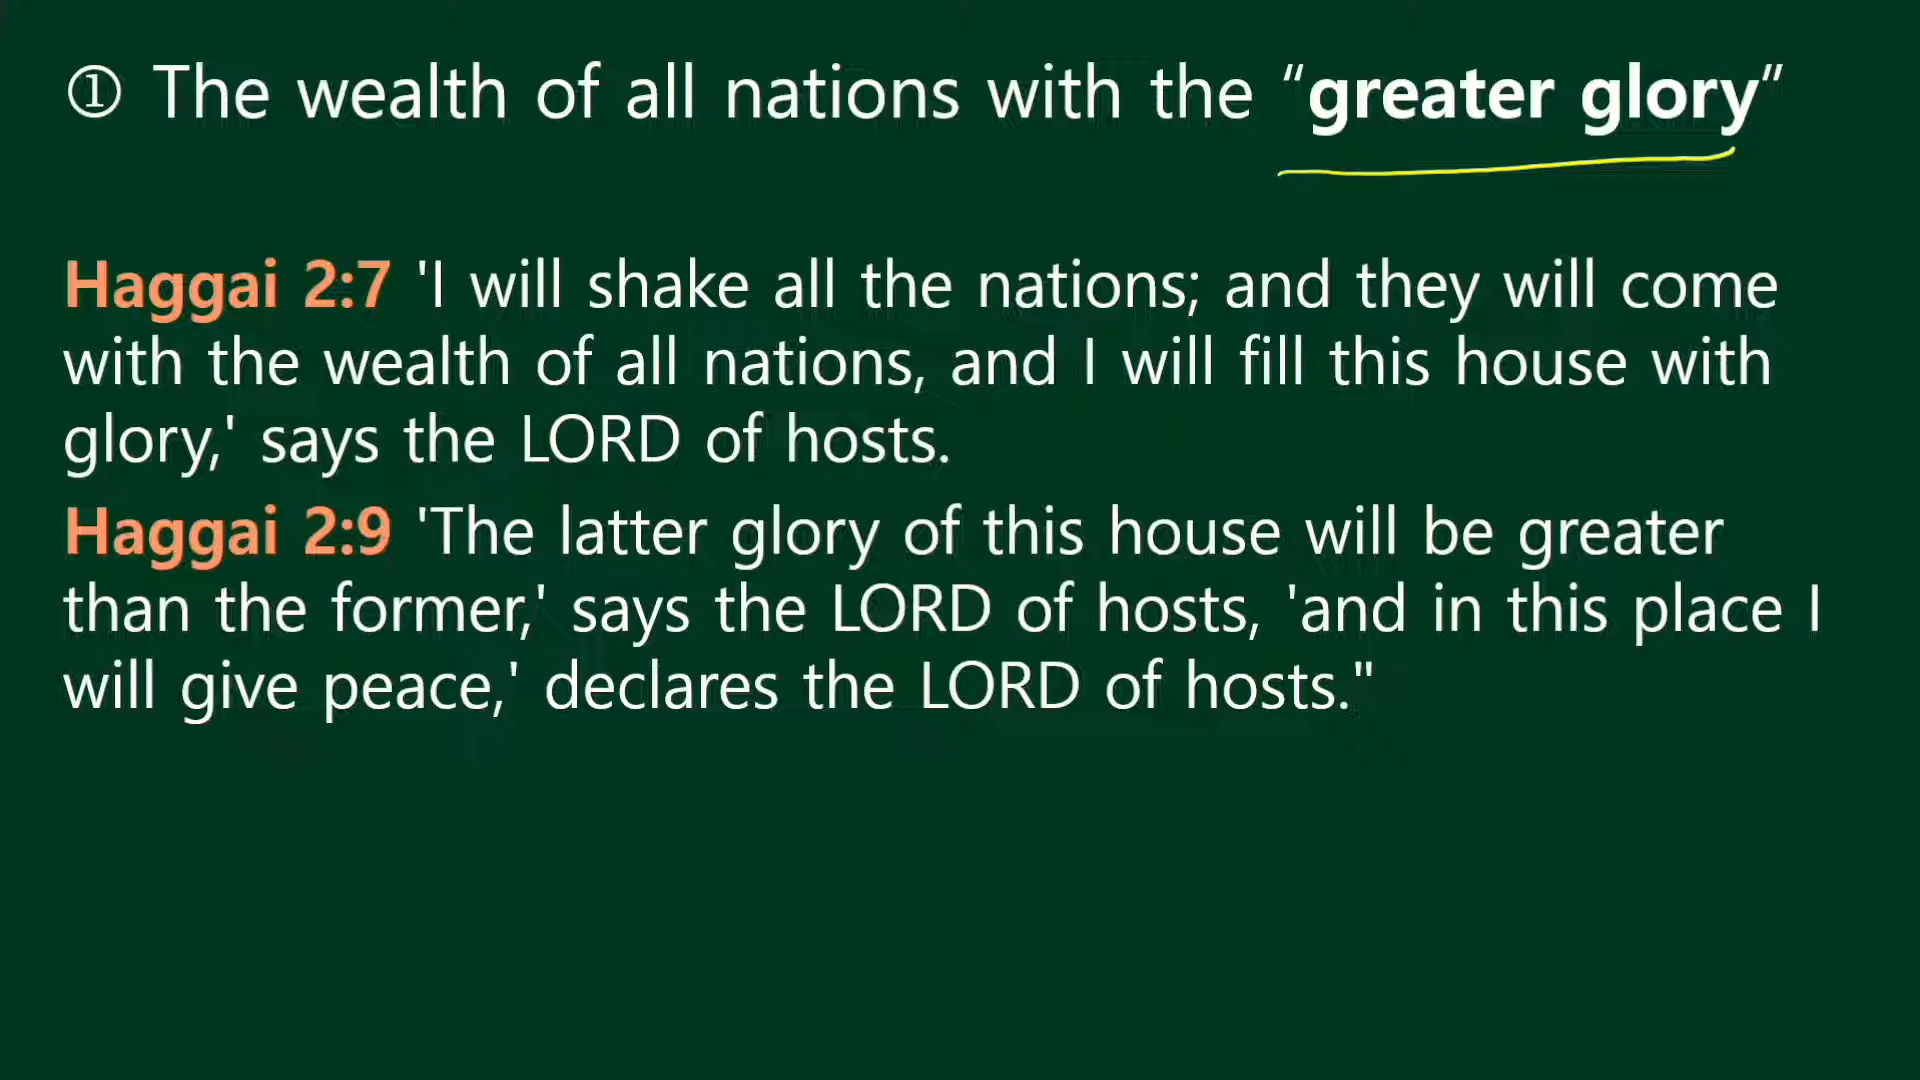 ① The wealth of all nations with the “greater glory”
Haggai 2:7 'I will shake all the nations; and they will come
with the wealth of all nations, and I will fill this house with
glory,' says the LORD of hosts.
Haggai 2:9 'The latter glory of this house will be greater
than the former,' says the LORD of hosts, 'and in this place I
will give peace,' declares the LORD of hosts."